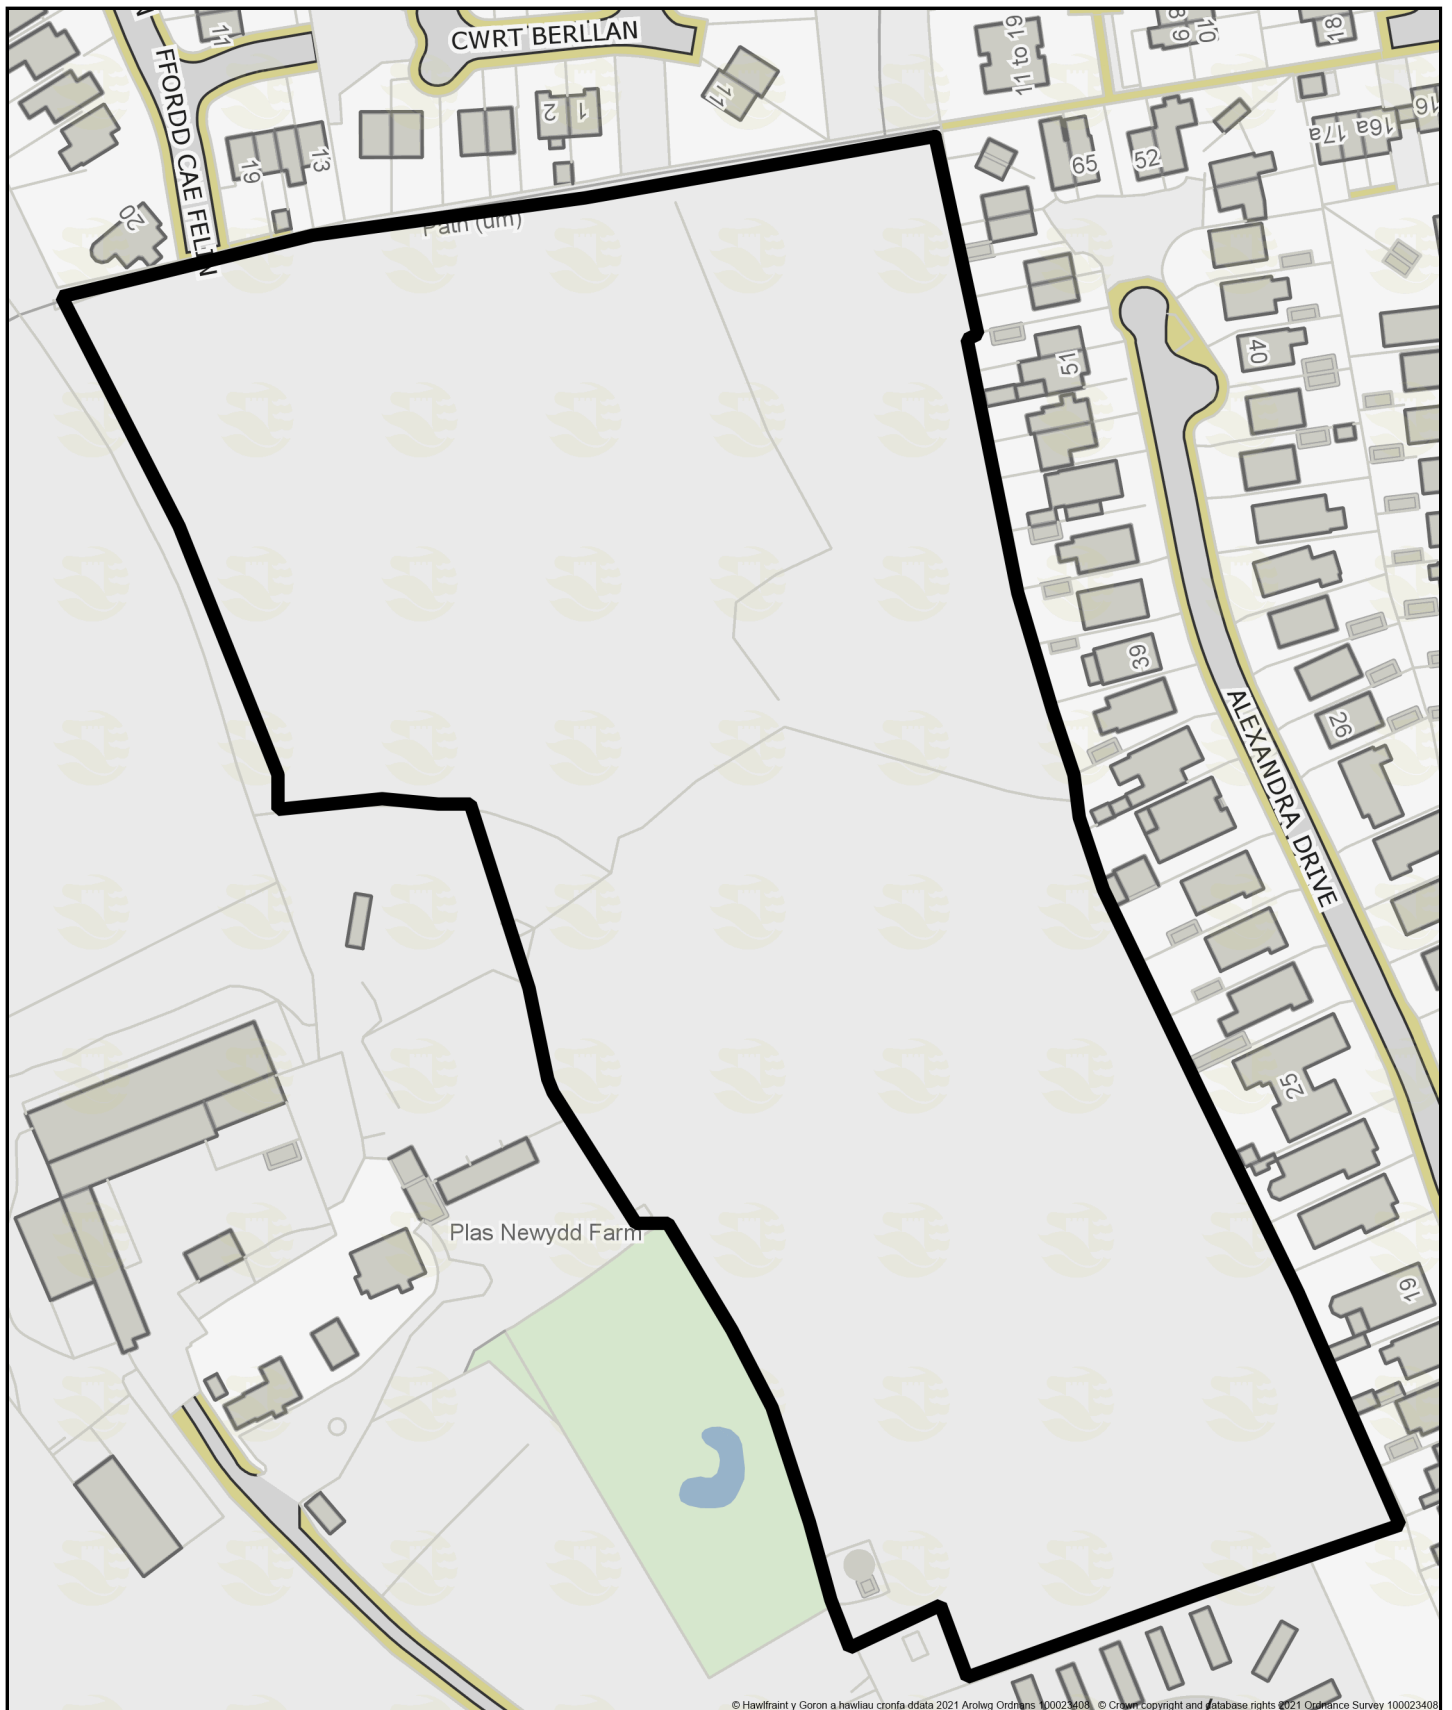 CWRT BERLLAN
FFORDD CAE FELIN
11
2
1
11
11 to 19
8
9
10
18
16
16a
17a
19
13
20
65
52
Path (um)
51
40
39
26
ALEXANDRA DRIVE
25
19
Plas Newydd Farm
© Hawlfraint y Goron a hawliau cronfa ddata 2021 Arolwg Ordnans 100023408. © Crown copyright and database rights 2021 Ordnance Survey 100023408